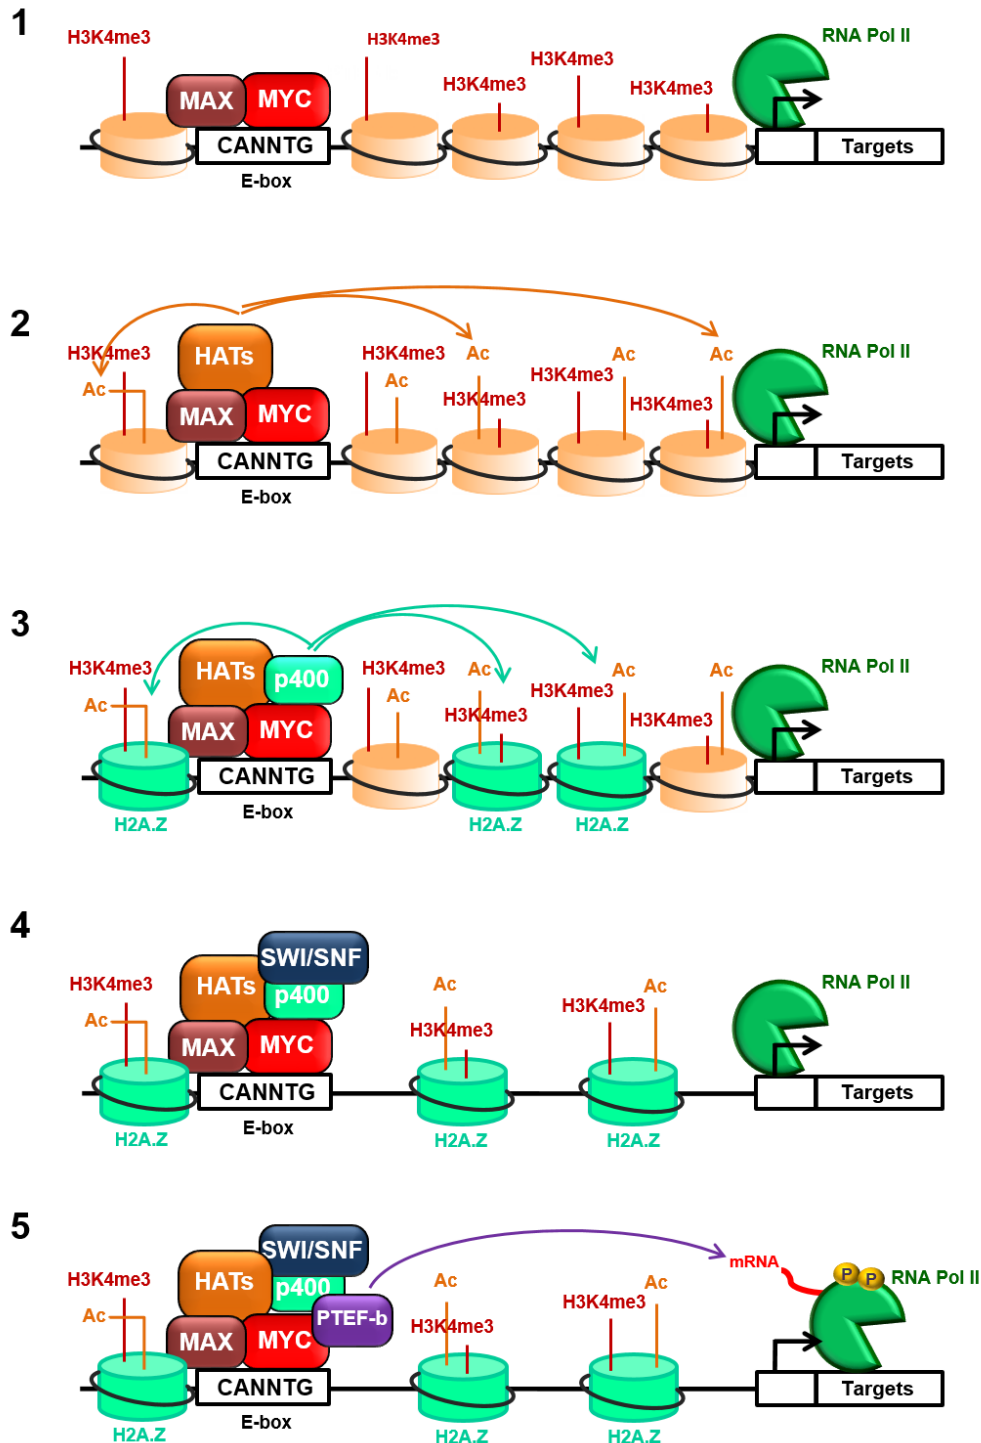 1
H3K4me3
H3K4me3
H3K4me3
H3K4me3
H3K4me3
RNA Pol II
MAX
MYC
CANNTG
Targets
E-box
2
H3K4me3
HATs
H3K4me3
Ac
Ac
Ac
RNA Pol II
Ac
Ac
H3K4me3
H3K4me3
H3K4me3
MAX
MYC
CANNTG
Targets
E-box
3
H3K4me3
HATs
p400
H3K4me3
Ac
Ac
Ac
RNA Pol II
Ac
Ac
H3K4me3
H3K4me3
H3K4me3
MAX
MYC
CANNTG
Targets
E-box
H2A.Z
H2A.Z
H2A.Z
4
SWI/SNF
H3K4me3
HATs
p400
Ac
Ac
RNA Pol II
Ac
H3K4me3
H3K4me3
MAX
MYC
CANNTG
Targets
E-box
H2A.Z
H2A.Z
H2A.Z
5
SWI/SNF
mRNA
P
P
RNA Pol II
H3K4me3
HATs
p400
Ac
Ac
Ac
PTEF-b
H3K4me3
H3K4me3
MAX
MYC
CANNTG
Targets
E-box
H2A.Z
H2A.Z
H2A.Z